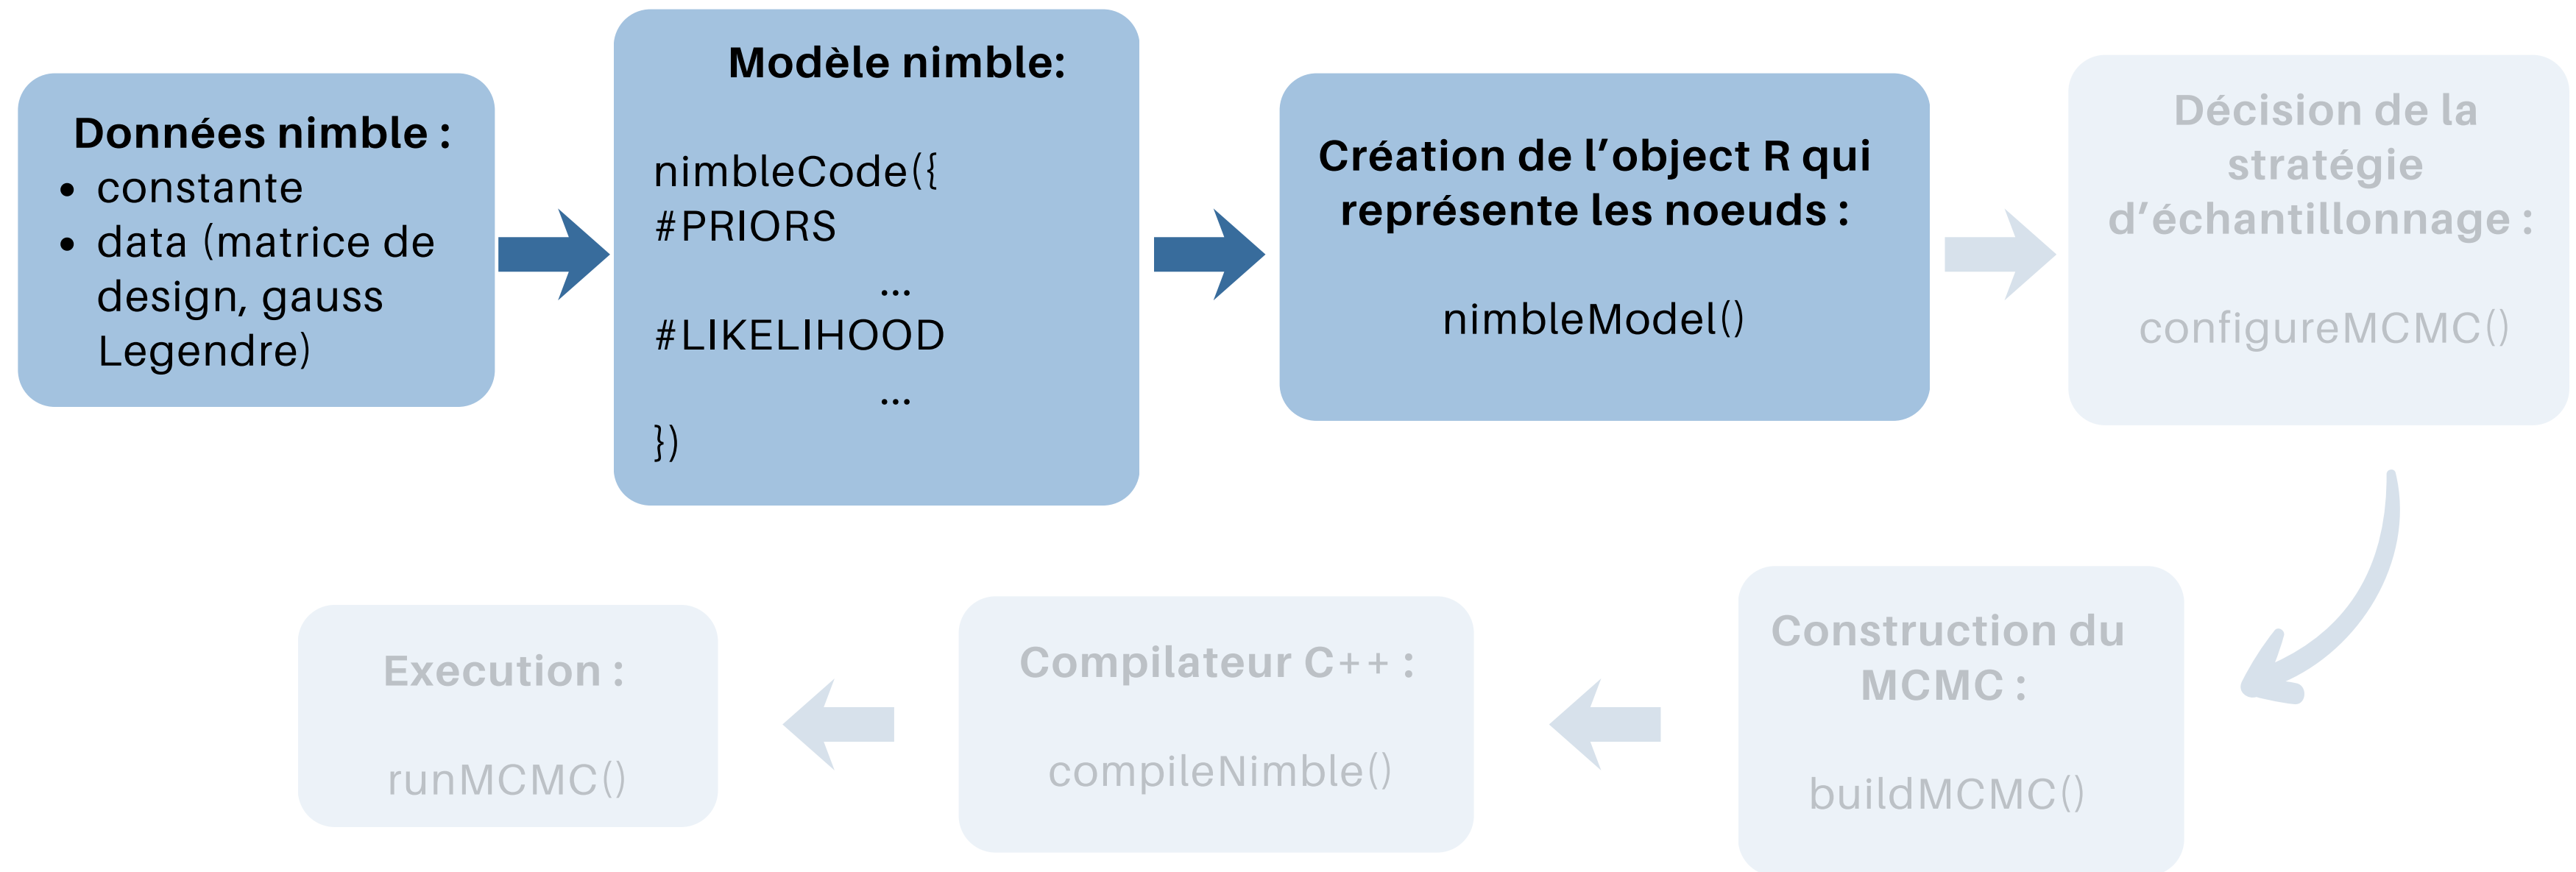 Données nimble :
• constante
• data (matrice de
design, gauss
Legendre)
Modèle nimble:
nimbleCode({
#PRIORS
...
#LIKELIHOOD
...
})
Création de l’object R qui
représente les noeuds :
nimbleModel()
Décision de la
stratégie
d’échantillonnage :
configureMCMC()
Construction du
MCMC :
buildMCMC()
Compilateur C++ :
compileNimble()
Execution :
runMCMC()